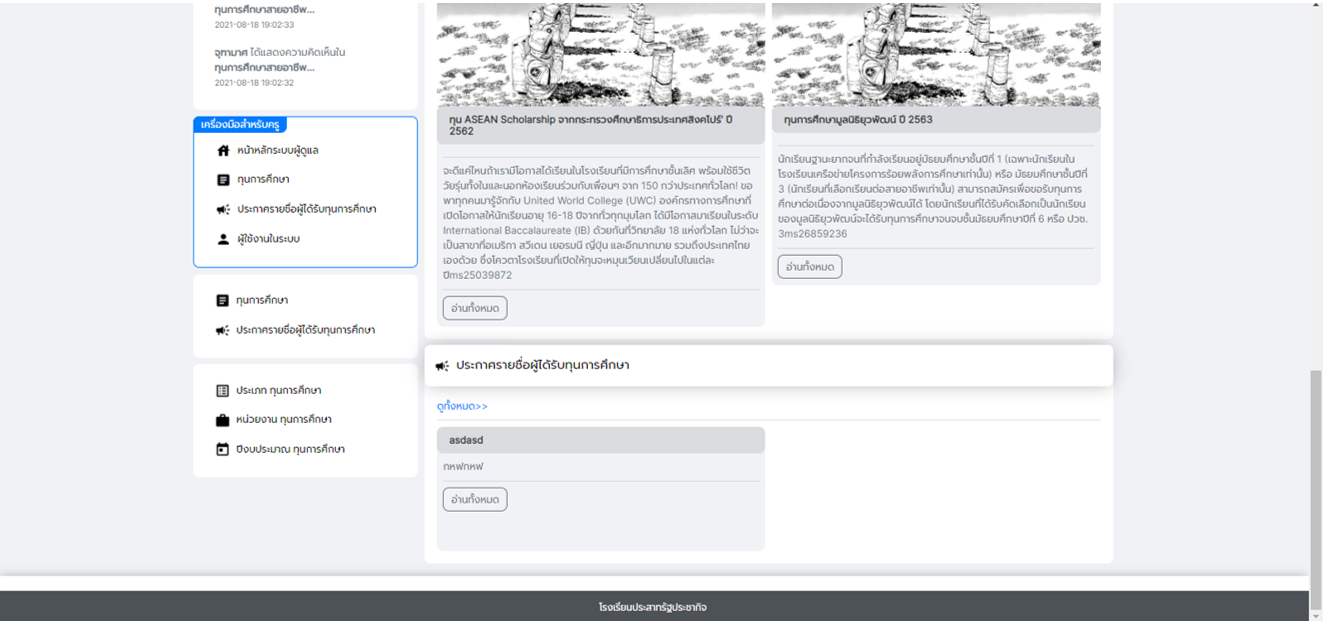 ทุนการศึกษาสายอาชีพ...
2021-08-18 19:02:33
จุฑามาศ ได้แสดงความคิดเห็นใน
ทุนการศึกษาสายอาชีพ...
2021-08-18 19:02:32
เครื่องมือสำหรับครู
หน้าหลักระบบผู้ดูแล
ทุนการศึกษา
ประกาศรายชื่อผู้ได้รับทุนการศึกษา
ผู้ใช้งานในระบบ
ทุนการศึกษา
ประกาศรายชื่อผู้ได้รับทุนการศึกษา
ประเภท ทุนการศึกษา
หน่วยงาน ทุนการศึกษา
ปีงบประมาณ ทุนการศึกษา
ทุน ASEAN Scholarship จากกระทรวงศึกษาธิการประเทศสิงคโปร์' ปี
2562
จะดีแค่ไหนถ้าเรามีโอกาสได้เรียนในโรงเรียนที่มีการศึกษาชั้นเลิศ พร้อมใช้ชีวิต
วัยรุ่นทั้งในและนอกห้องเรียนร่วมกับเพื่อนๆ จาก 150 กว่าประเทศทั่วโลก! ขอ
พาทุกคนมารู้จักกับ United World College (UWC) องค์กรทางการศึกษาที่
เปิดโอกาสให้นักเรียนอายุ 16-18 ปีจากทั่วทุกมุมโลก ได้มีโอกาสมาเรียนในระดับ
International Baccalaureate (IB) ด้วยกันที่วิทยาลัย 18 แห่งทั่วโลก ไม่ว่าจะ
เป็นสาขาที่อเมริกา สวีเดน เยอรมนี ญี่ปุ่น และอีกมากมาย รวมถึงประเทศไทย
เองด้วย ซึ่งโควตาโรงเรียนที่เปิดให้ทุนจะหมุนเวียนเปลี่ยนไปในแต่ละ
ปีms25039872
อ่านทั้งหมด
ทุนการศึกษามูลนิธิยุวพัฒน์ ปี 2563
นักเรียนฐานะยากจนที่กำลังเรียนอยู่มัธยมศึกษาชั้นปีที่ 1 (เฉพาะนักเรียนใน
โรงเรียนเครือข่ายโครงการร้อยพลังการศึกษาเท่านั้น) หรือ มัธยมศึกษาชั้นปีที่
3 (นักเรียนที่เลือกเรียนต่อสายอาชีพเท่านั้น) สามารถสมัครเพื่อขอรับทุนการ
ศึกษาต่อเนื่องจากมูลนิธิยุวพัฒน์ได้ โดยนักเรียนที่ได้รับคัดเลือกเป็นนักเรียน
ของมูลนิธิยุวพัฒน์จะได้รับทุนการศึกษาจนจบชั้นมัธยมศึกษาปีที่ 6 หรือ ปวช.
3ms26859236
อ่านทั้งหมด
ประกาศรายชื่อผู้ได้รับทุนการศึกษา
ดูทั้งหมด>>
asdasd
กหฟกหฟ
อ่านทั้งหมด
โรงเรียนประสาทรัฐประชากิจ